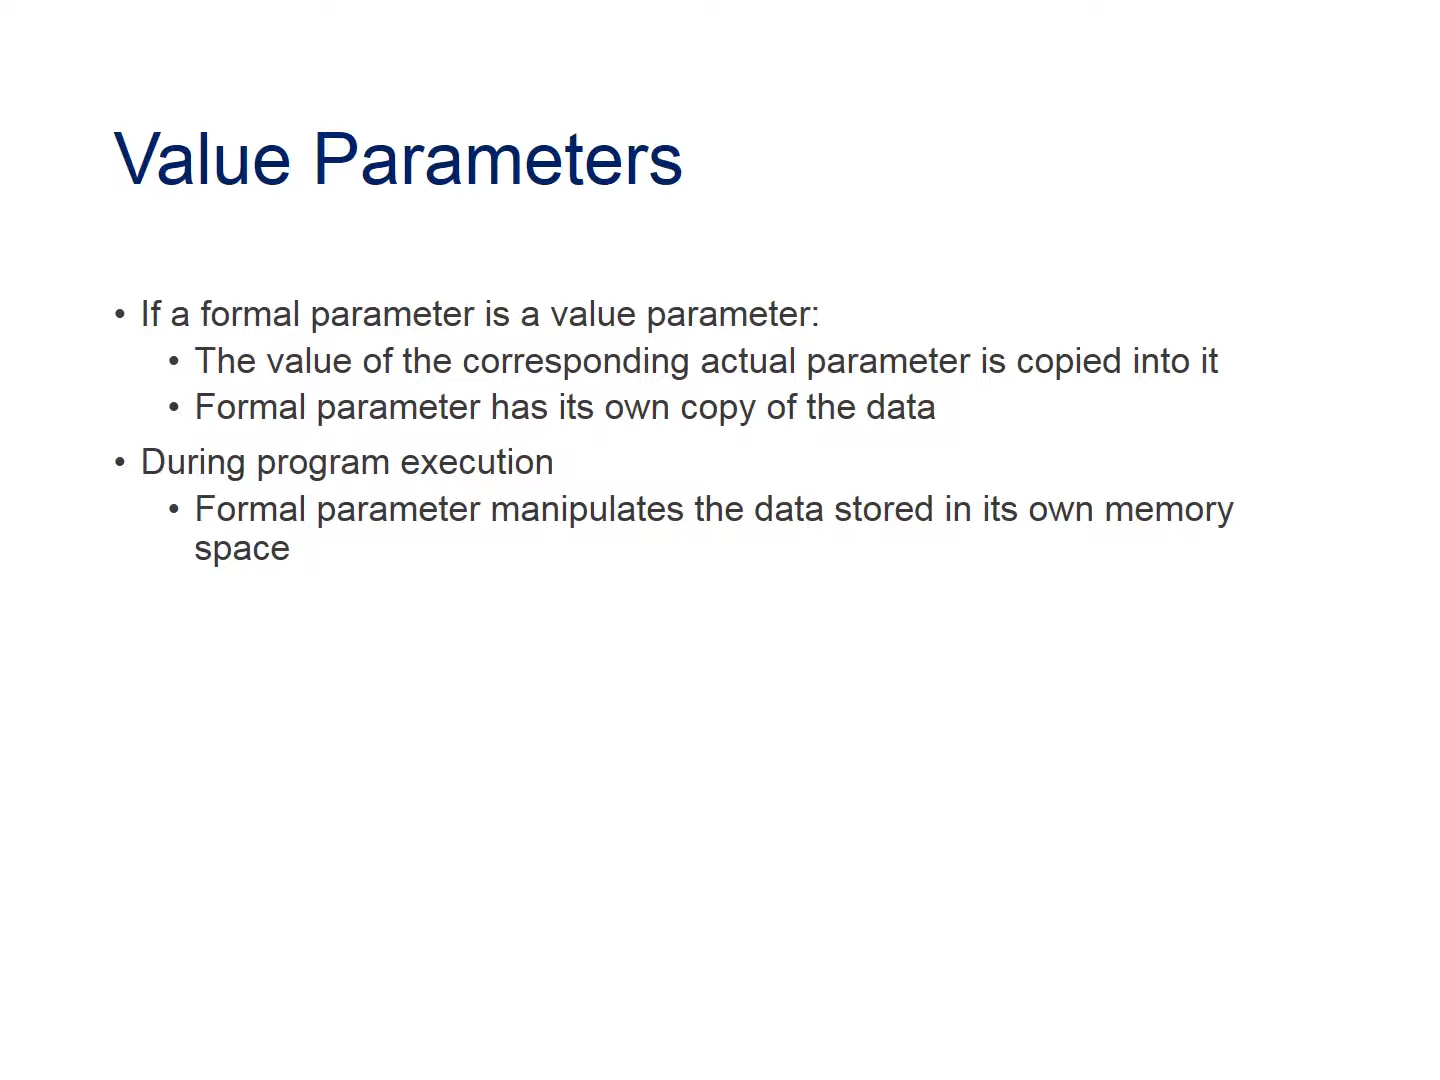 Value Parameters
• If a formal parameter is a value parameter:
• The value of the corresponding actual parameter is copied into it
• Formal parameter has its own copy of the data
• During program execution
• Formal parameter manipulates the data stored in its own memory
space